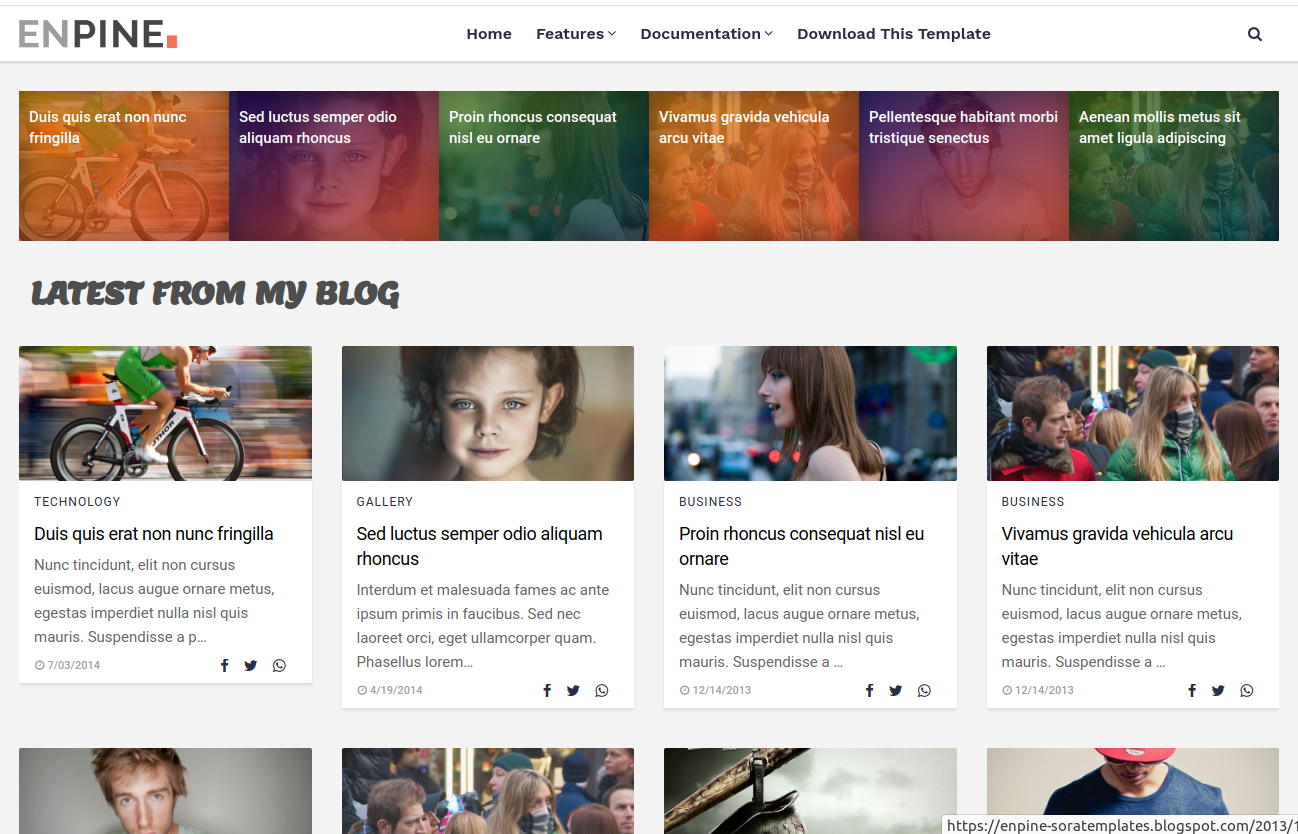 ENPINE.
Home Features Documentation Download This Template
Duis quis erat non nunc
fringilla
Sed luctus semper odio
aliquam rhoncus
Proin rhoncus consequat
nisl eu ornare
Vivamus gravida vehicula
arcu vitae
Pellentesque habitant morbi
tristique senectus
Aenean mollis metus sit
amet ligula adipiscing
LATEST FROM MY BLOG
TECHNOLOGY
Duis quis erat non nunc fringilla
Nunc tincidunt, elit non cursus
euismod, lacus augue ornare metus,
egestas imperdiet nulla nisl quis
mauris. Suspendisse a p...
7/03/2014
GALLERY
Sed luctus semper odio aliquam
rhoncus
Interdum et malesuada fames ac ante
ipsum primis in faucibus. Sed nec
laoreet orci, eget ullamcorper quam.
Phasellus lorem...
4/19/2014
BUSINESS
Proin rhoncus consequat nisl eu
ornare
Nunc tincidunt, elit non cursus
euismod, lacus augue ornare metus,
egestas imperdiet nulla nisl quis
mauris. Suspendisse a ...
12/14/2013
BUSINESS
Vivamus gravida vehicula arcu
vitae
Nunc tincidunt, elit non cursus
euismod, lacus augue ornare metus,
egestas imperdiet nulla nisl quis
mauris. Suspendisse a ...
12/14/2013
https://enpine-soratemplates.blogspot.com/2013/1